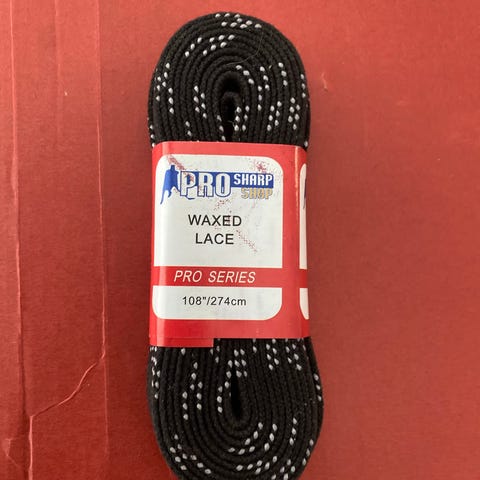 PRO SHARP
SHOP
WAXED
LACE
PRO SERIES
108"/274cm